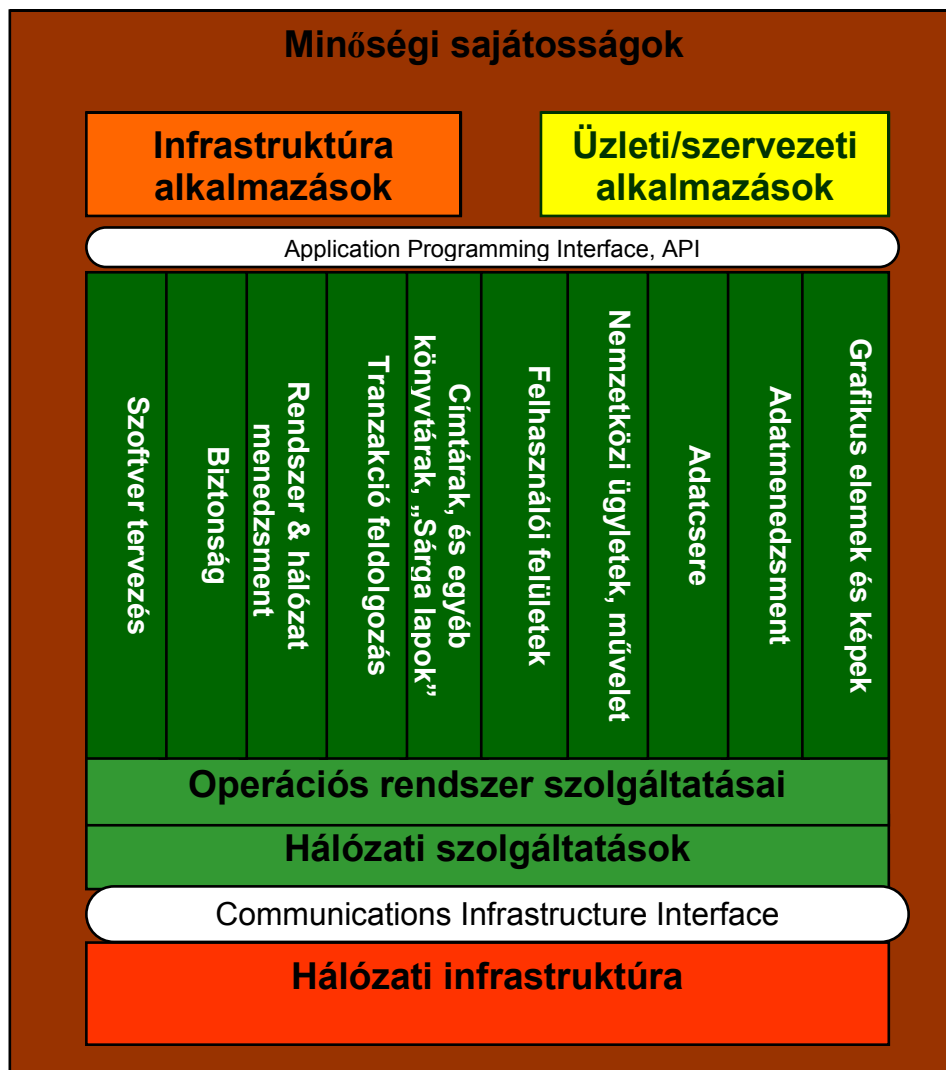 Minőségi sajátosságok
Infrastruktúra
alkalmazások
Üzleti/szervezeti
alkalmazások
Application Programming Interface, API
Szoftver tervezés
Biztonság
Rendszer & hálózat
menedzsment
Tranzakció feldolgozás
Címtárak, és egyéb
könyvtárak, „Sárga lapok”
Felhasználói felületek
Nemzetközi ügyletek, művelet
Adatcsere
Adatmenedzsment
Grafikus elemek és képek
Operációs rendszer szolgáltatásai
Hálózati szolgáltatások
Communications Infrastructure Interface
Hálózati infrastruktúra